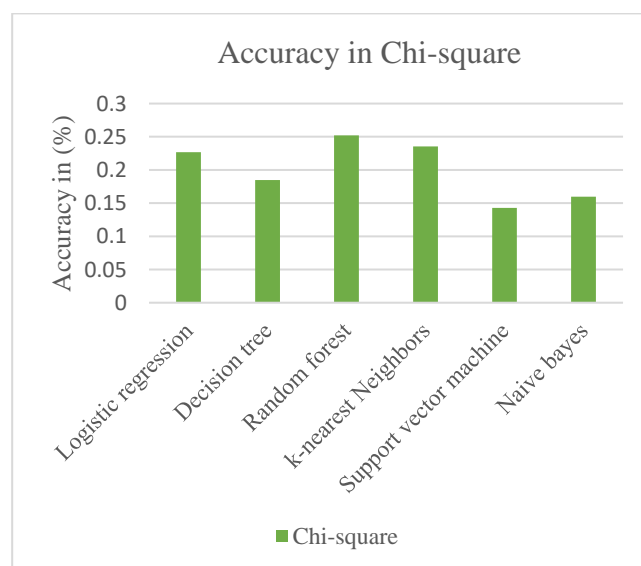 Accuracy in Chi-square
Accuracy in (%)
0.3
0.25
0.2
0.15
0.1
0.05
0
Logistic regression
Decision tree
Random forest
k-nearest Neighbors
Support vector machine
Naive bayes
Chi-square